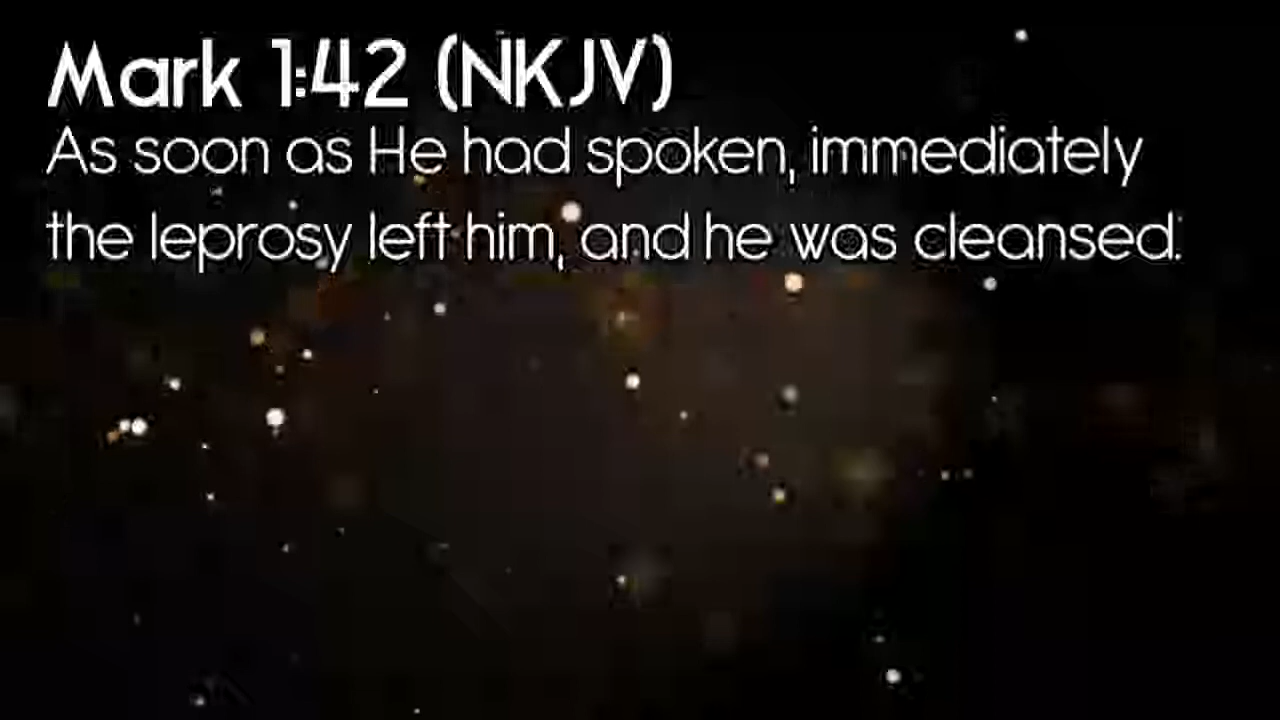 Mark 1:42 (NKJV)
As soon as He had spoken, immediately
the leprosy left him, and he was cleansed.